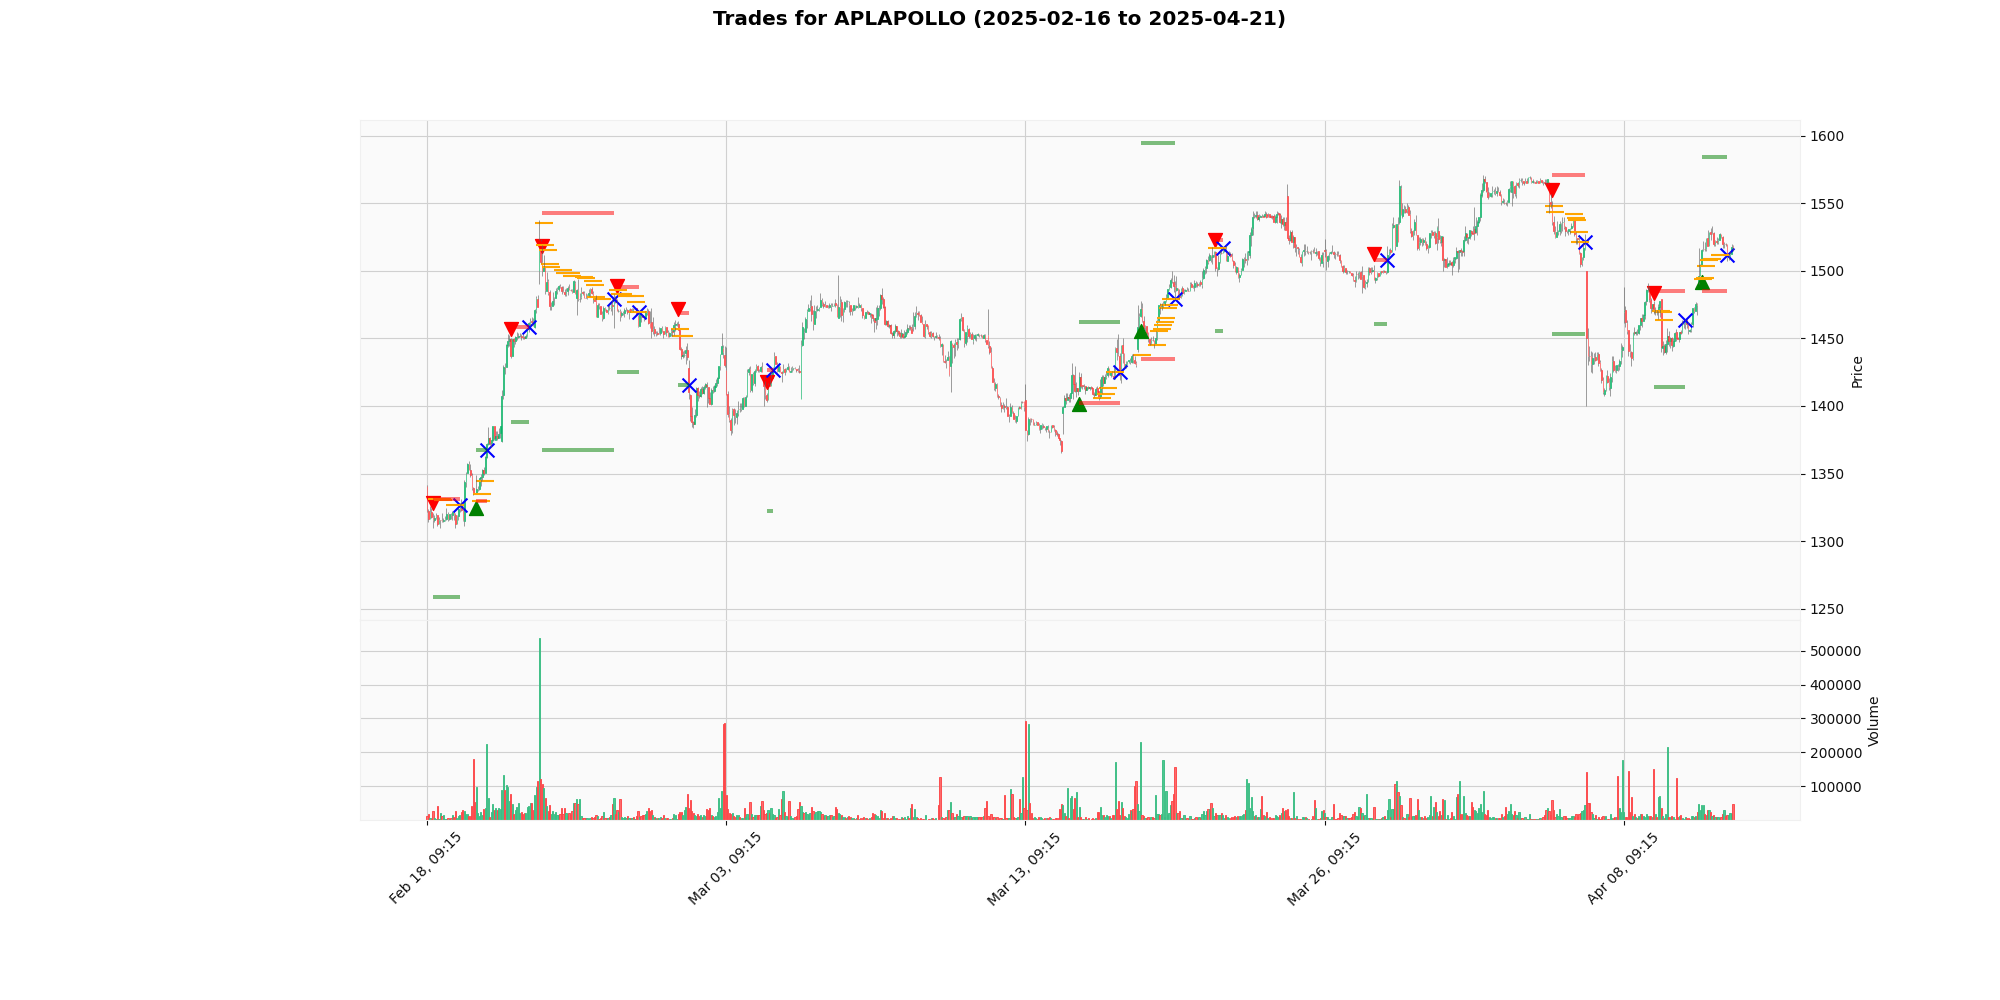 Trades for APLAPOLLO (2025-02-16 to 2025-04-21)
1600
1550
1500
1450
1400
1350
1300
1250
Price
500000
400000
300000
200000
100000
Volume
Feb 18, 09:15
Mar 03, 09:15
Mar 13, 09:15
Mar 26, 09:15
Apr 08, 09:15